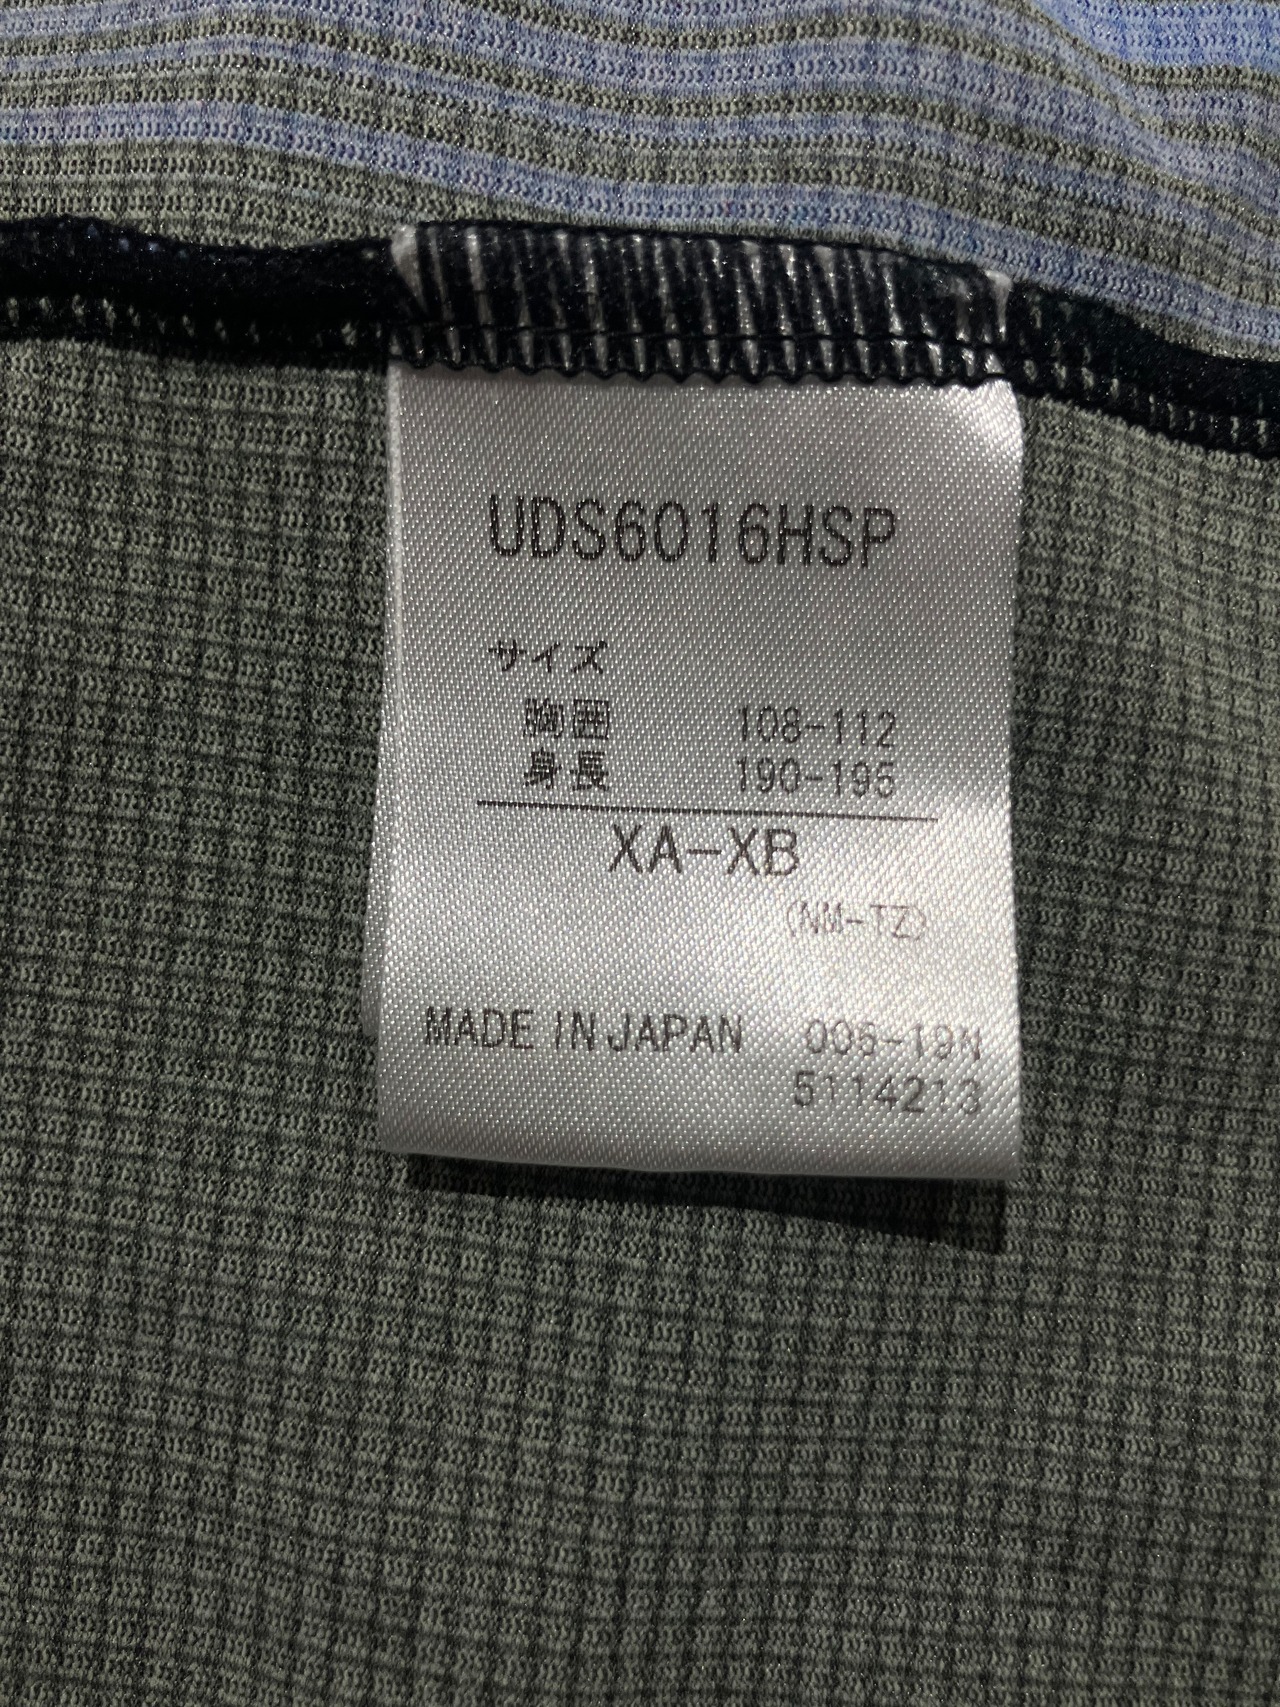 UDS6016HSP
サイズ
胸囲 108-112
身長 190-195
XA-XB
(NM-TZ)
MADE IN JAPAN 006-19N
5114213